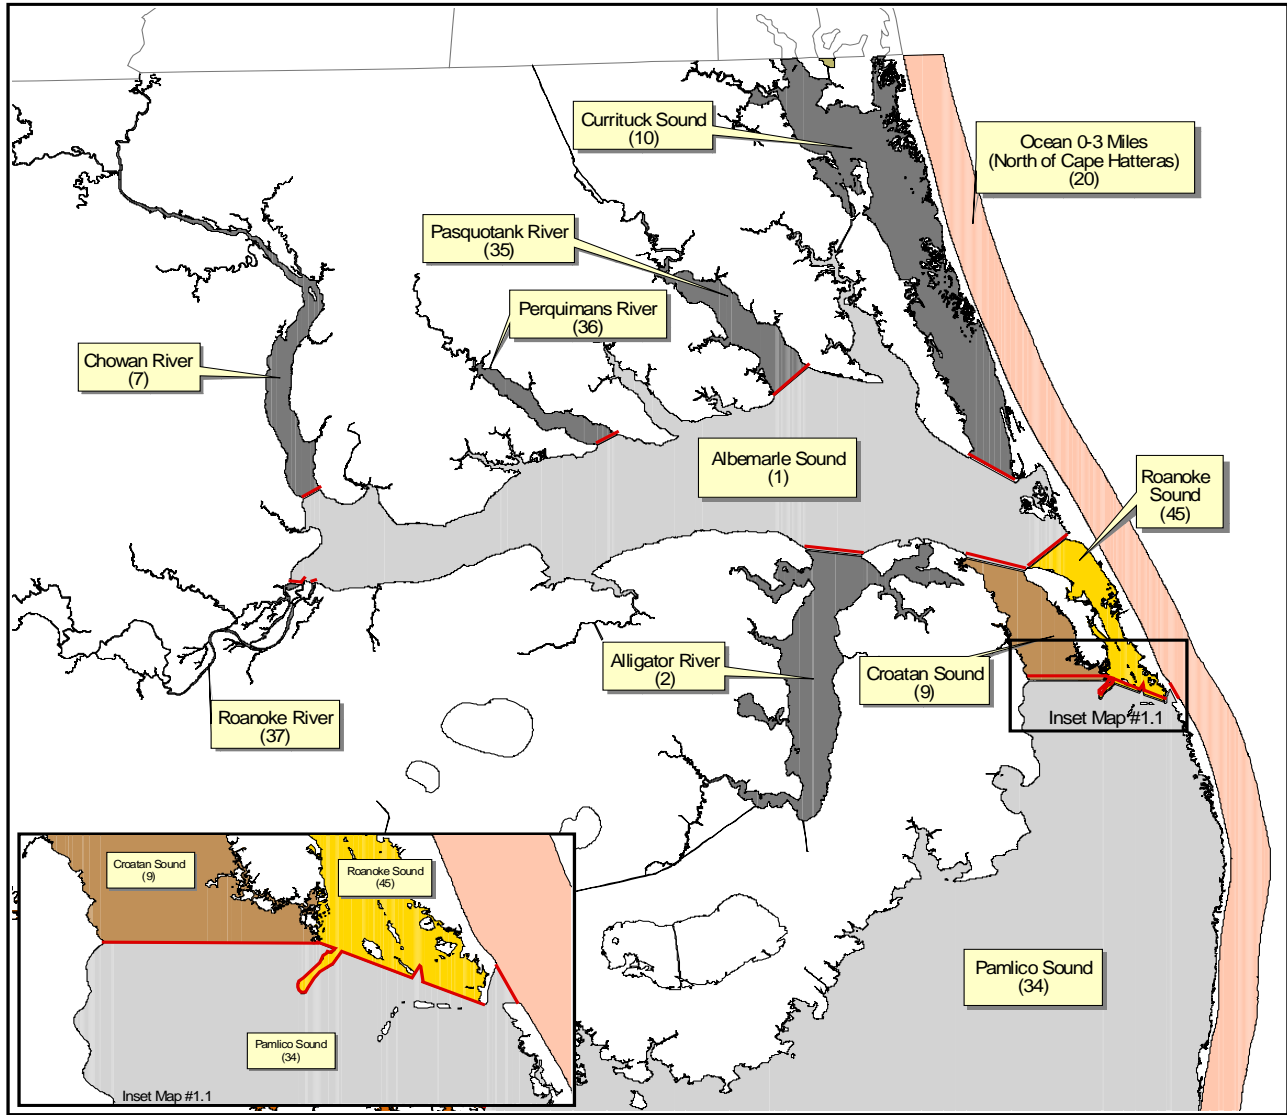 Currituck Sound
(10)
Ocean 0-3 Miles
(North of Cape Hatteras)
(20)
Pasquotank River
(35)
Perquimans River
(36)
Chowan River
(7)
Albemarle Sound
(1)
Roanoke
Sound
(45)
Alligator River
(2)
Croatan Sound
(9)
Roanoke River
(37)
Inset Map #1.1
Pamlico Sound
(34)
Croatan Sound
(9)
Roanoke Sound
(45)
Pamlico Sound
(34)
Inset Map #1.1